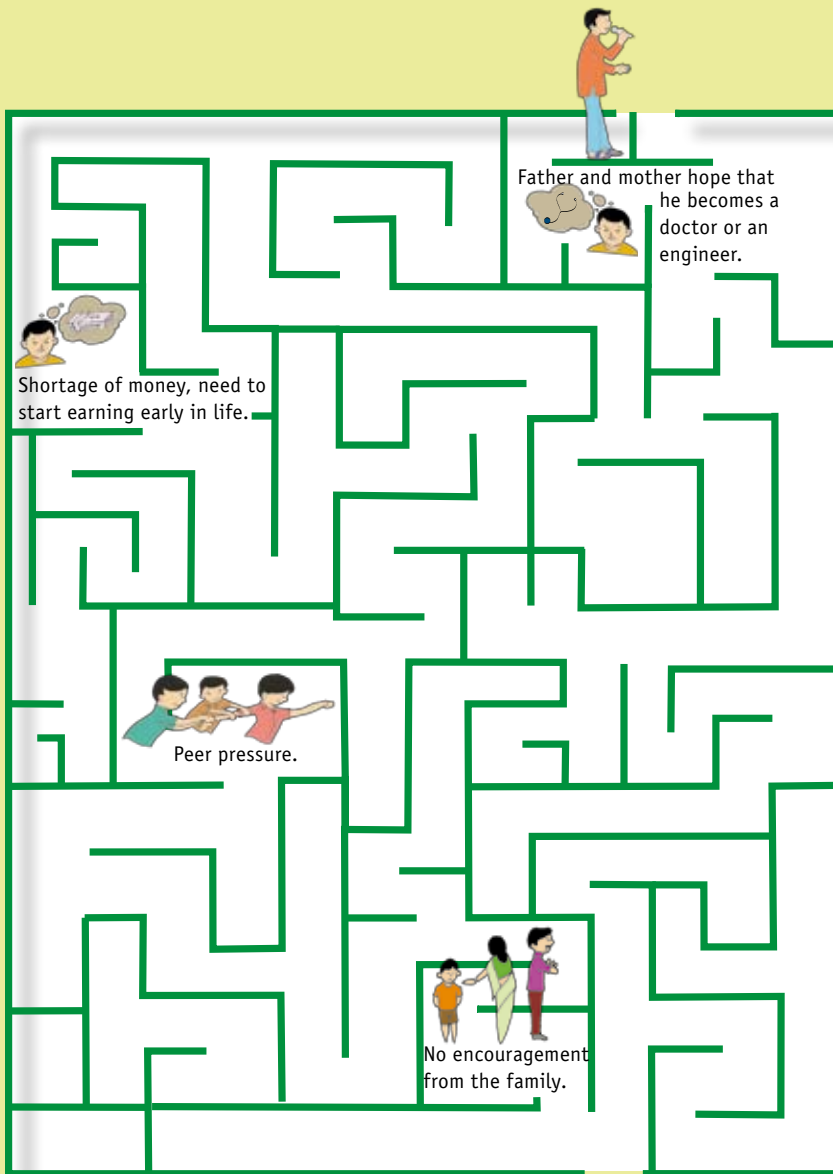 Father and mother hope that
he becomes a
doctor or an
engineer.
Shortage of money, need to
start earning early in life.
Peer pressure.
No encouragement
from the family.